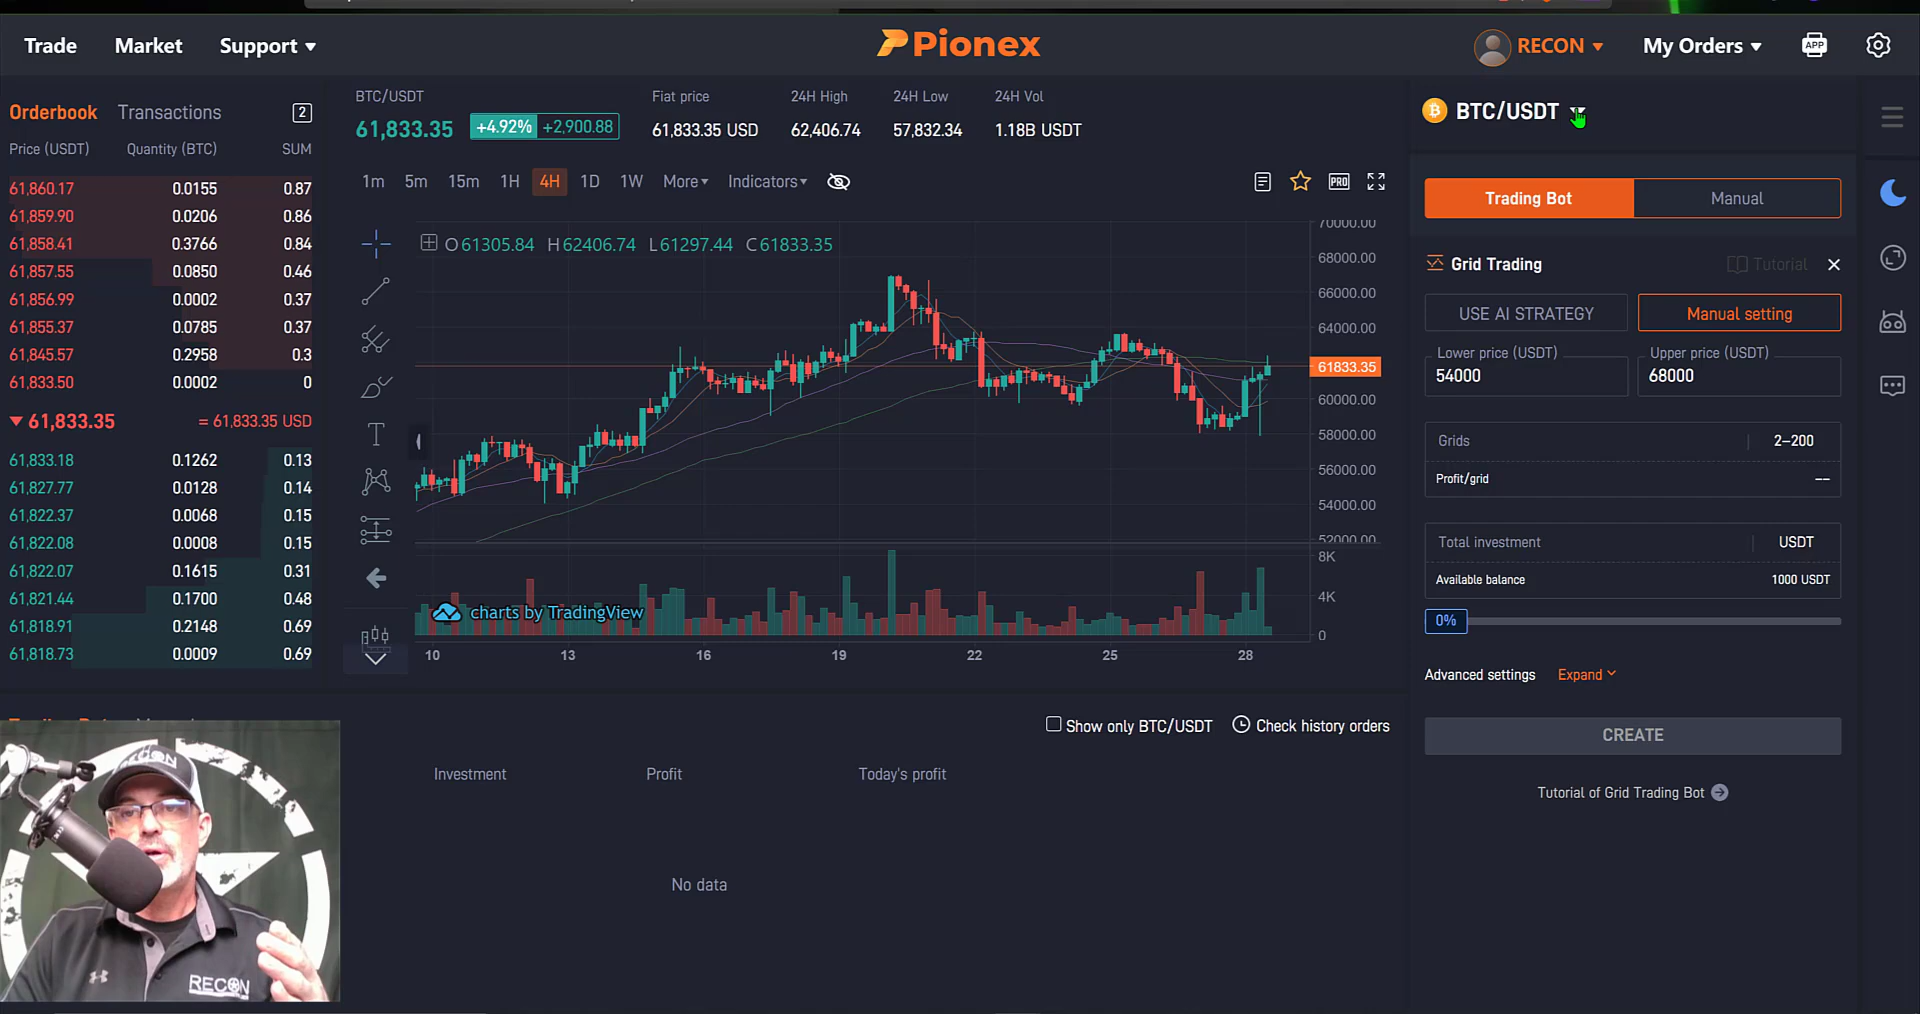 Trade
Market
Support
Pionex
RECON
My Orders
APP
Orderbook
Transactions
2
Price (USDT) Quantity (BTC) SUM
61,860.17 0.0155 0.87
61,859.90 0.0206 0.86
61,858.41 0.3766 0.84
61,857.55 0.0850 0.46
61,856.99 0.0002 0.37
61,855.37 0.0785 0.37
61,845.57 0.2958 0.3
61,833.50 0.0002 0
61,833.35 = 61,833.35 USD
61,833.18 0.1262 0.13
61,827.77 0.0128 0.14
61,822.37 0.0068 0.15
61,822.08 0.0008 0.15
61,822.07 0.1615 0.31
61,821.44 0.1700 0.48
61,818.91 0.2148 0.69
61,818.73 0.0009 0.69
BTC/USDT Fiat price 24H High 24H Low 24H Vol
61,833.35 +4.92% +2,900.88 61,833.35 USD 62,406.74 57,832.34 1.18B USDT
1m 5m 15m 1H 4H 1D 1W More Indicators PRO
O61305.84 H62406.74 L61297.44 C61833.35
70000.00
68000.00
66000.00
64000.00
61833.35
60000.00
58000.00
56000.00
54000.00
52000.00
8K
4K
0
charts by TradingView
10 13 16 19 22 25 28
Show only BTC/USDT
Check history orders
Investment Profit Today's profit
No data
BTC/USDT
Trading Bot
Manual
Grid Trading
Tutorial
USE AI STRATEGY
Manual setting
Lower price (USDT)
54000
Upper price (USDT)
68000
Grids 2-200
Profit/grid --
Total investment USDT
Available balance 1000 USDT
0%
Advanced settings Expand
CREATE
Tutorial of Grid Trading Bot
RECON
RECON